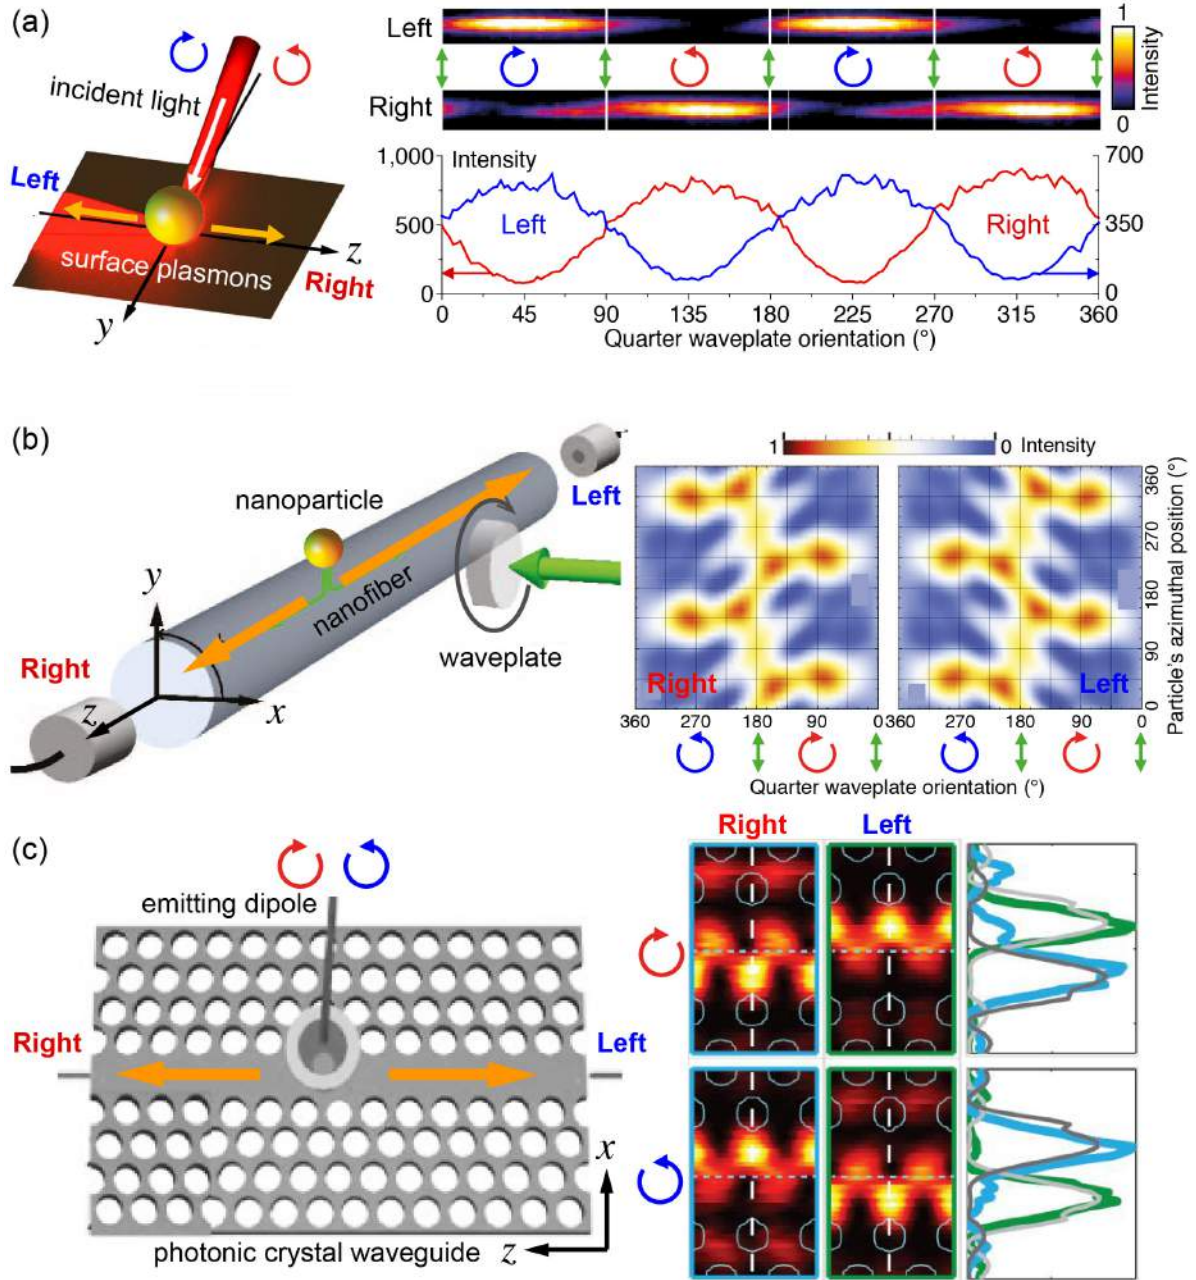 (a)
incident light
Left
surface plasmons
z
Right
y
Left
Right
1
0
Intensity
1,000
500
0
Intensity
Left
Right
700
350
0
0 45 90 135 180 225 270 315 360
Quarter waveplate orientation (°)
(b)
nanoparticle
nanofiber
waveplate
Left
Right
y
z
x
1
0
Intensity
Right
Left
360 270 180 90 0
360 270 180 90 0
0 90 180 270 360
Particle's azimuthal position (°)
Quarter waveplate orientation (°)
(c)
emitting dipole
Right
Left
photonic crystal waveguide
x
z
Right
Left